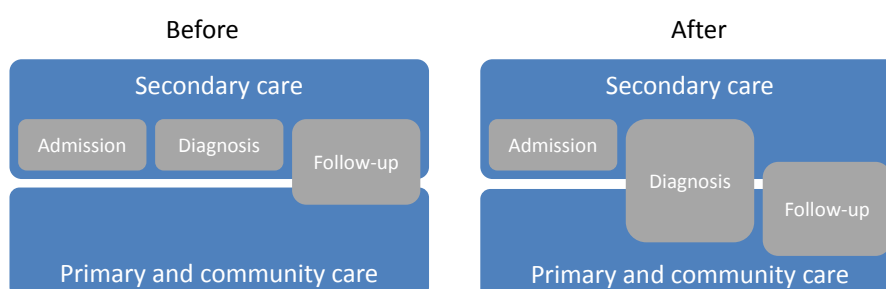 Before
Secondary care
Admission
Diagnosis
Follow-up
Primary and community care
After
Secondary care
Admission
Diagnosis
Follow-up
Primary and community care